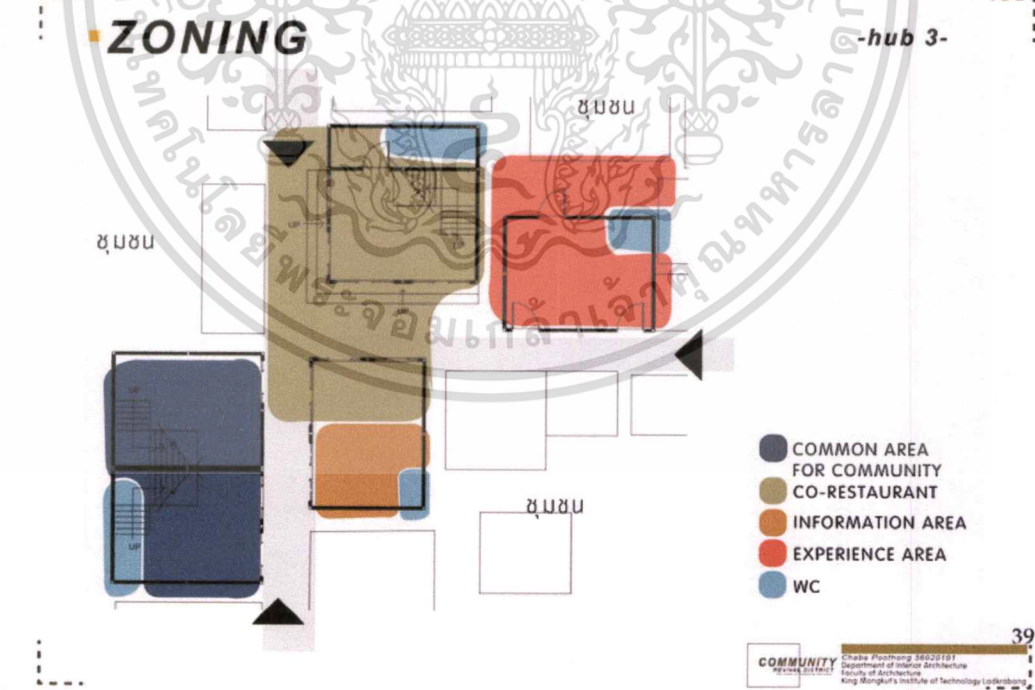 ZONING
-hub 3-
ชุมชน
ชุมชน
UP
UP
ชุมชน
COMMON AREA
FOR COMMUNITY
CO-RESTAURANT
INFORMATION AREA
EXPERIENCE AREA
WC
39
COMMUNITY
REVIVAL DISTRICT
Chaba Poothong 56020101
Department of Interior Architecture
Faculty of Architecture
King Mongkut's Institute of Technology Ladkrabang